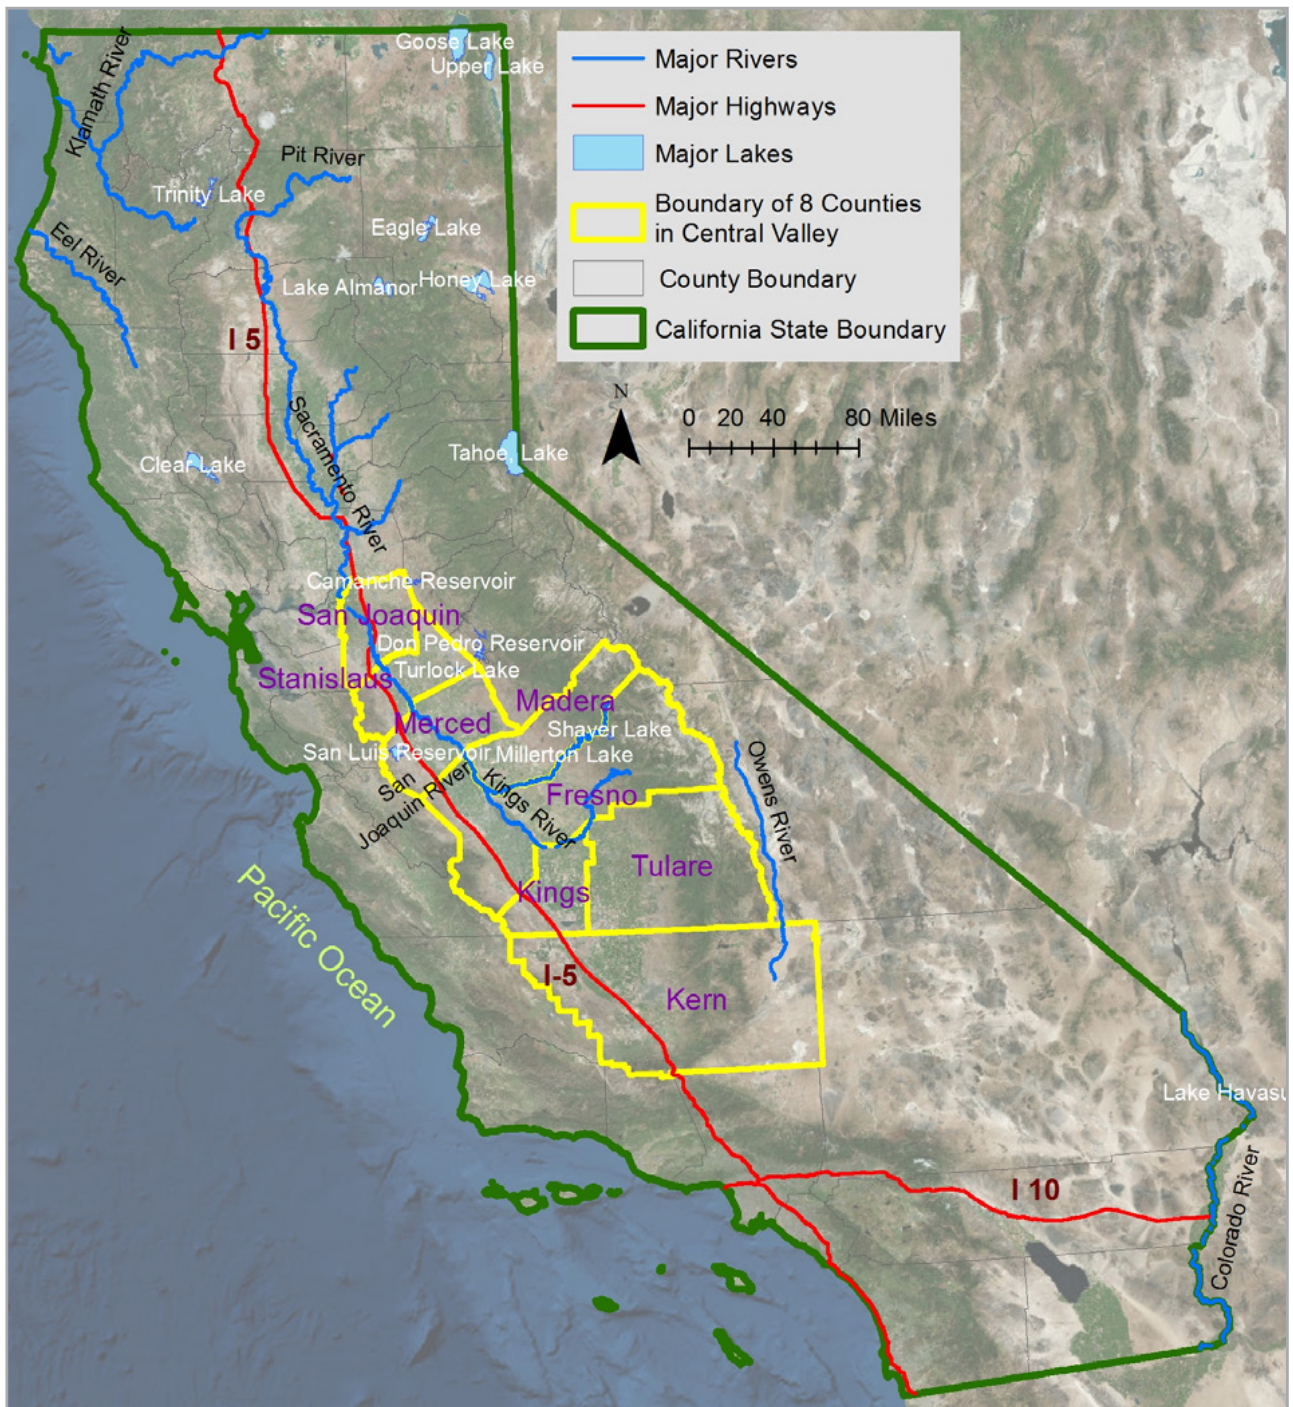 Goose Lake
Upper Lake
Klamath River
Pit River
Trinity Lake
Eagle Lake
Eel River
Lake Almanor
Honey Lake
I 5
Sacramento River
Clear Lake
Tahoe, Lake
Major Rivers
Major Highways
Major Lakes
Boundary of 8 Counties
in Central Valley
County Boundary
California State Boundary
N
0 20 40 80 Miles
Camanche Reservoir
San Joaquin
Don Pedro Reservoir
Turlock Lake
Stanislaus
Madera
Merced
Shaver Lake
San Luis Reservoir
Millerton Lake
San
Joaquin River
Kings River
Fresno
Owens River
Tulare
Kings
Pacific Ocean
I-5
Kern
Lake Havasu
I 10
Colorado River